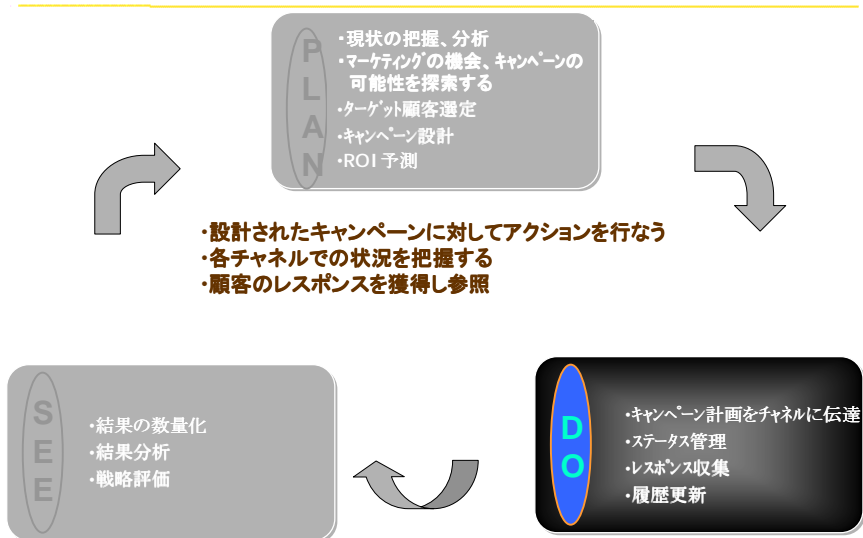 PLAN
・現状の把握、分析
・ﾏｰｹﾃｨﾝｸﾞの機会、ｷｬﾝﾍﾟｰﾝの
可能性を探索する
・ﾀｰｹﾞｯﾄ顧客選定
・ｷｬﾝﾍﾟｰﾝ設計
・ROI予測
・設計されたキャンペーンに対してアクションを行なう
・各チャネルでの状況を把握する
・顧客のレスポンスを獲得し参照
SEE
・結果の数量化
・結果分析
・戦略評価
DO
・ｷｬﾝﾍﾟｰﾝ計画をﾁｬﾈﾙに伝達
・ｽﾃｰﾀｽ管理
・ﾚｽﾎﾟﾝｽ収集
・履歴更新